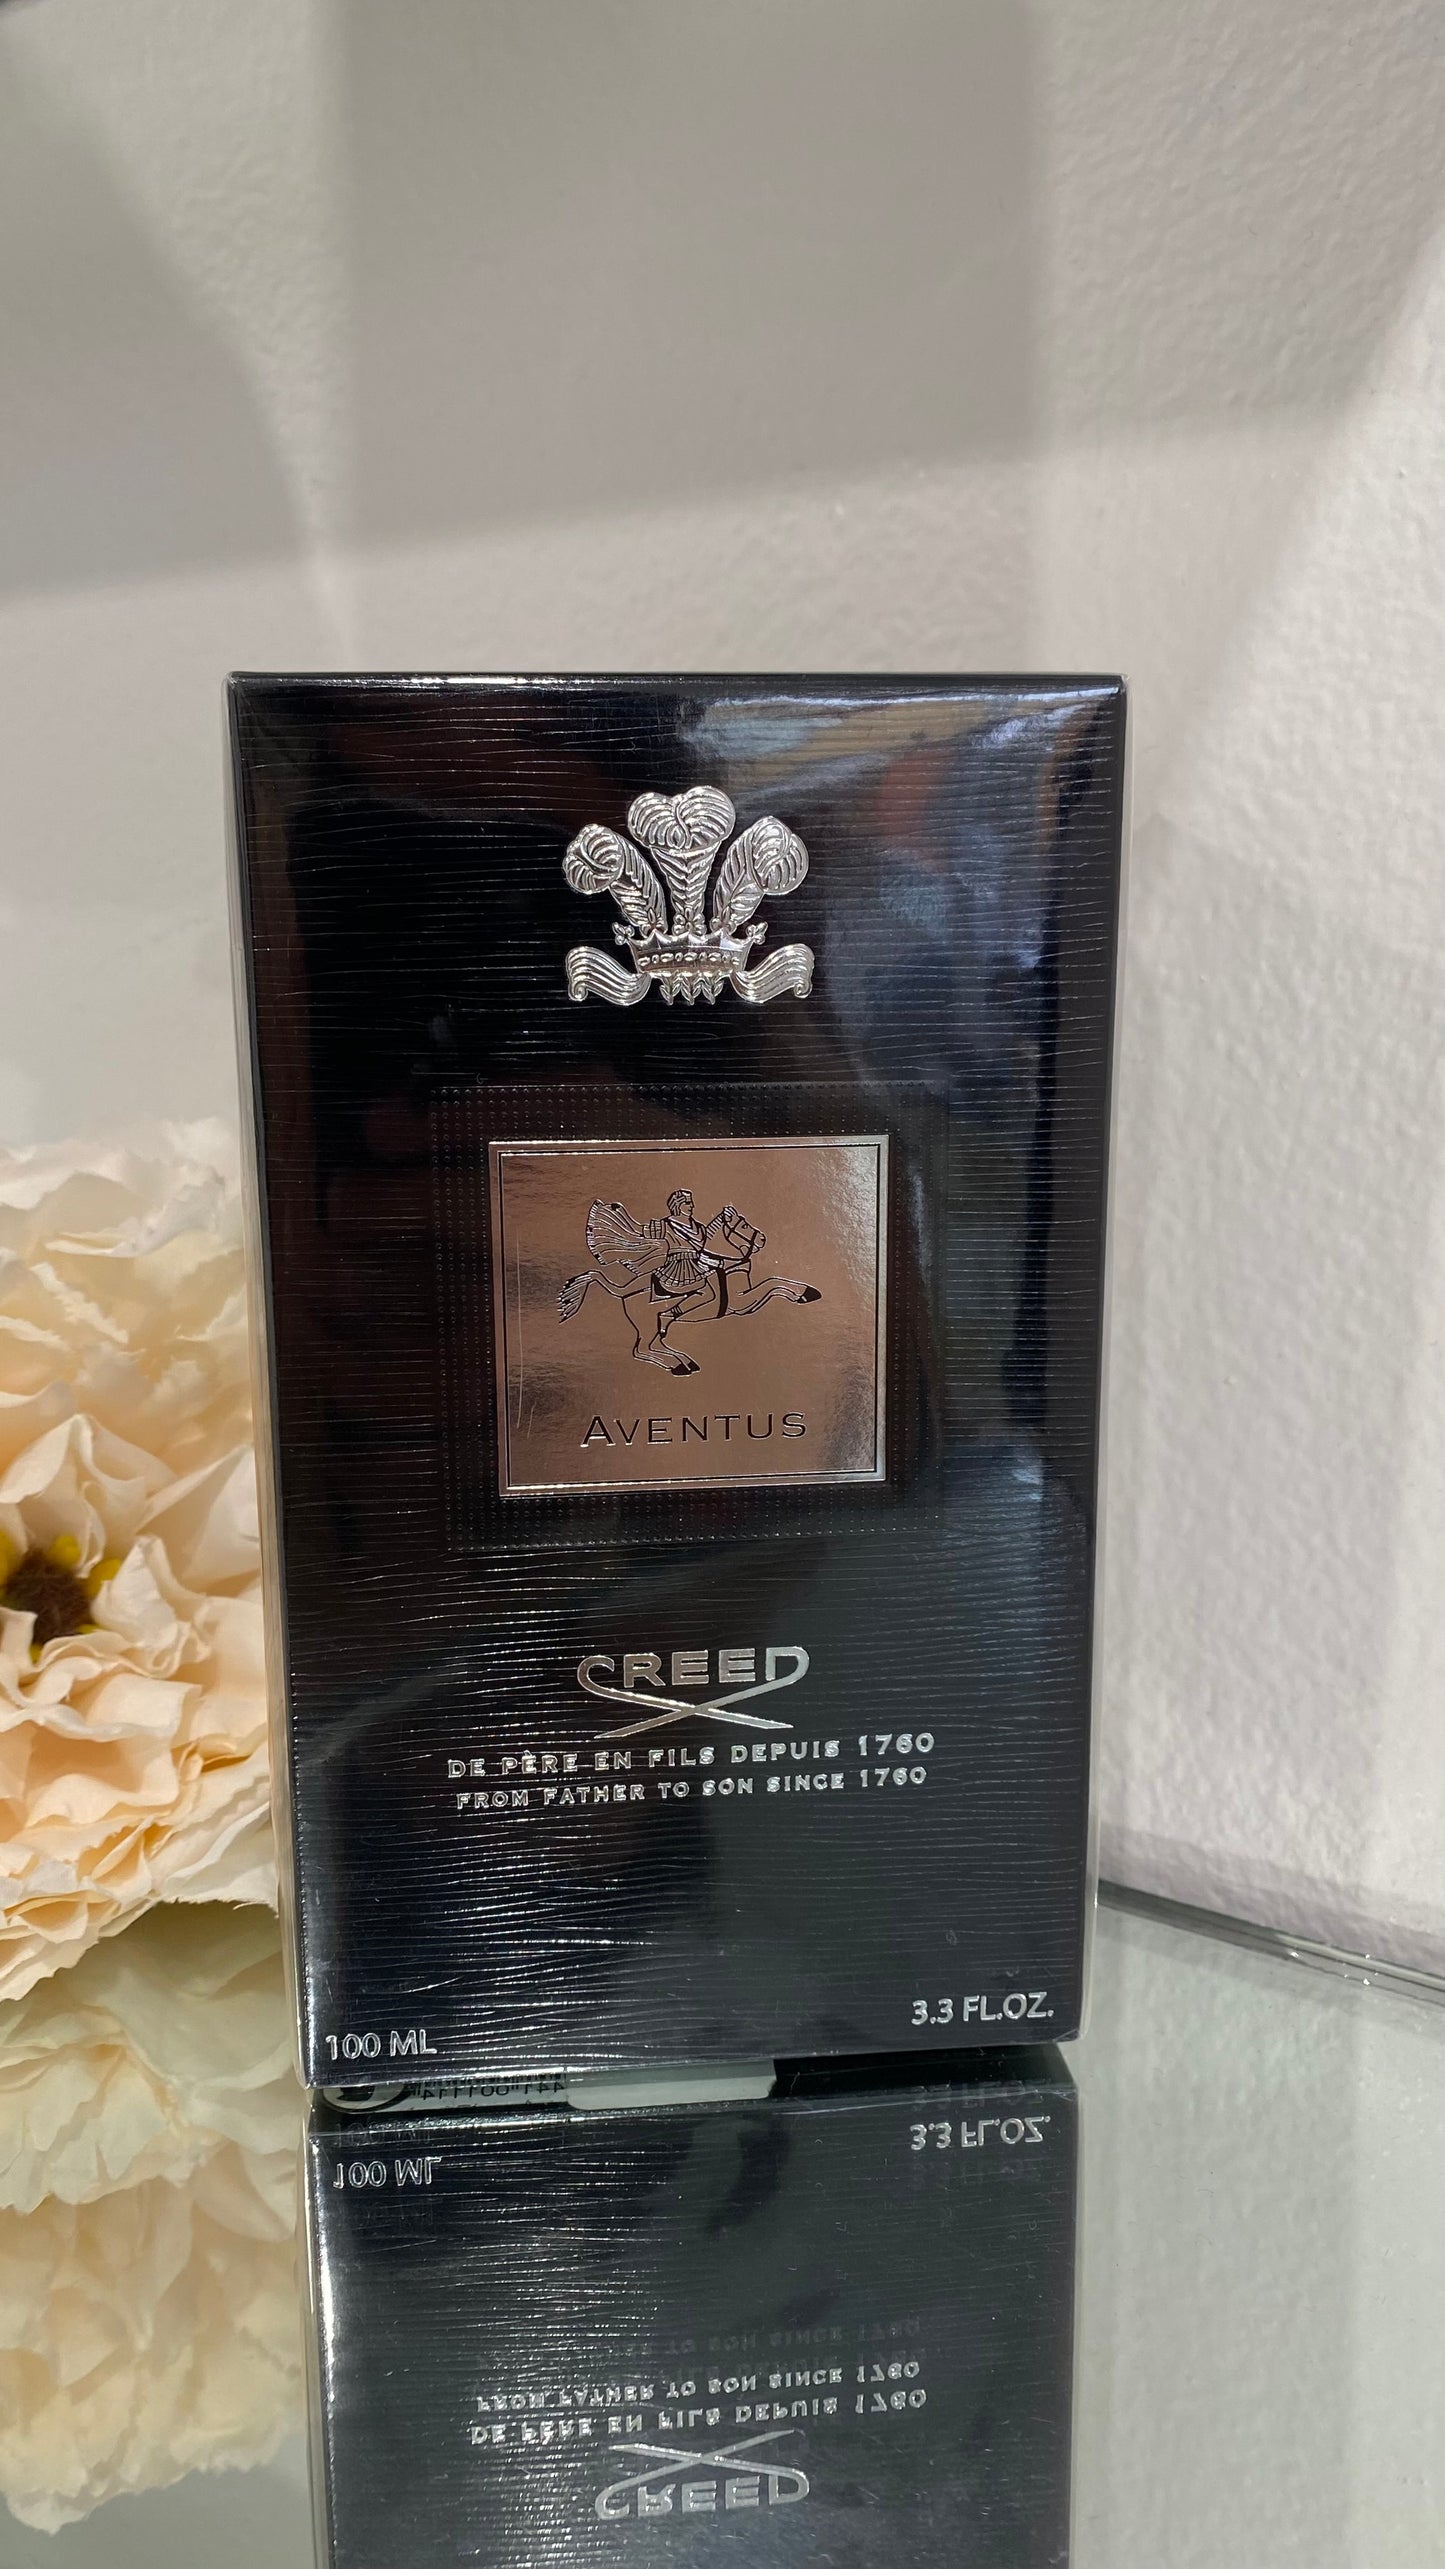 AVENTUS
CREED
DE PÈRE EN FILS DEPUIS 1760
FROM FATHER TO SON SINCE 1760
100 ML
3.3 FL.OZ.